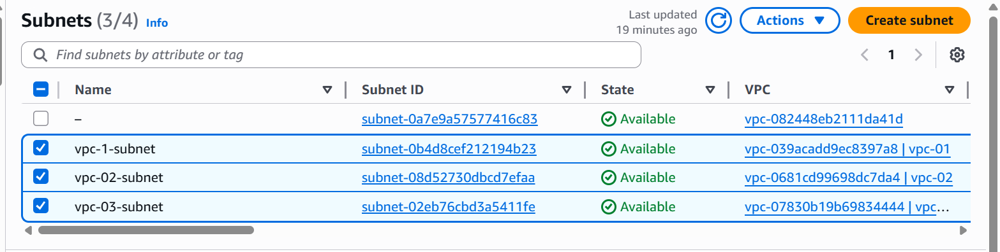 Subnets (3/4) Info
Last updated
19 minutes ago
Actions
Create subnet
Find subnets by attribute or tag
1
Name Subnet ID State VPC
– subnet-0a7e9a57577416c83 Available vpc-082448eb2111da41d
vpc-1-subnet subnet-0b4d8cef212194b23 Available vpc-039acadd9ec8397a8 | vpc-01
vpc-02-subnet subnet-08d52730dbcd7efaa Available vpc-0681cd99698dc7da4 | vpc-02
vpc-03-subnet subnet-02eb76cbd3a5411fe Available vpc-07830b19b69834444 | vpc…